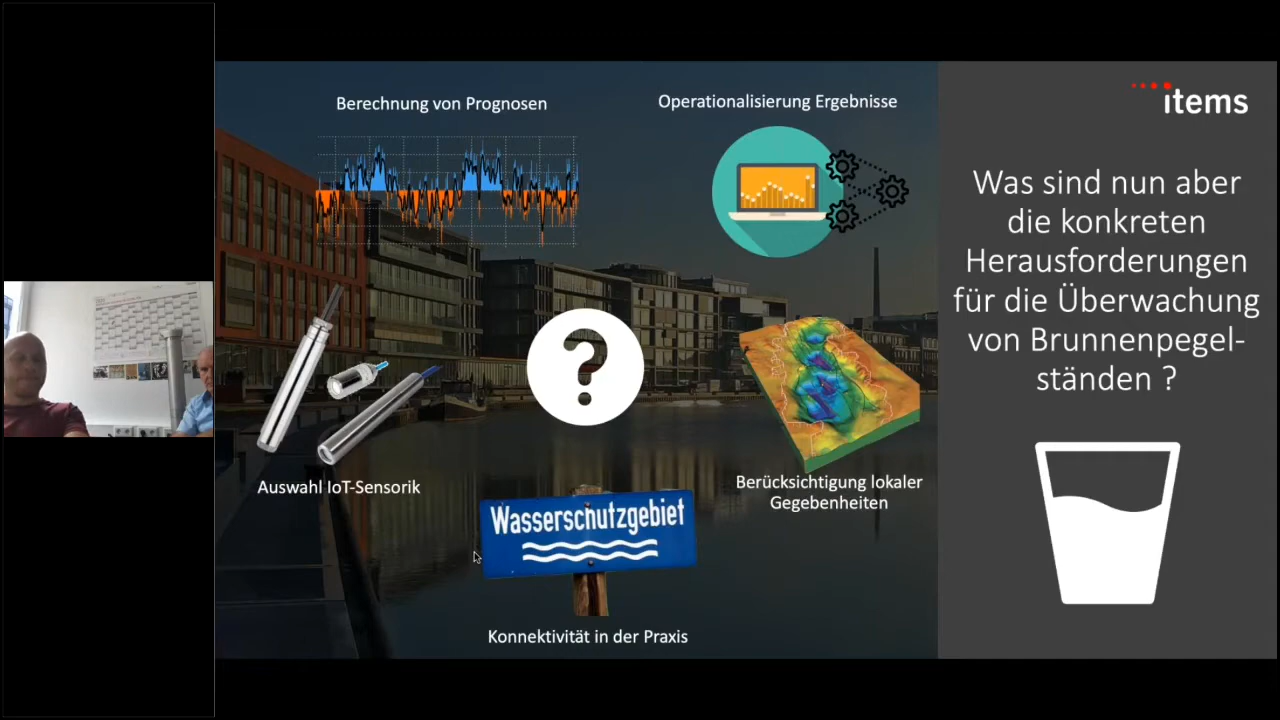 Berechnung von Prognosen
Operationalisierung Ergebnisse
Auswahl IoT-Sensorik
Wasserschutzgebiet
Konnektivität in der Praxis
Berücksichtigung lokaler
Gegebenheiten
items
Was sind nun aber
die konkreten
Herausforderungen
für die Überwachung
von Brunnenpegel-
ständen ?